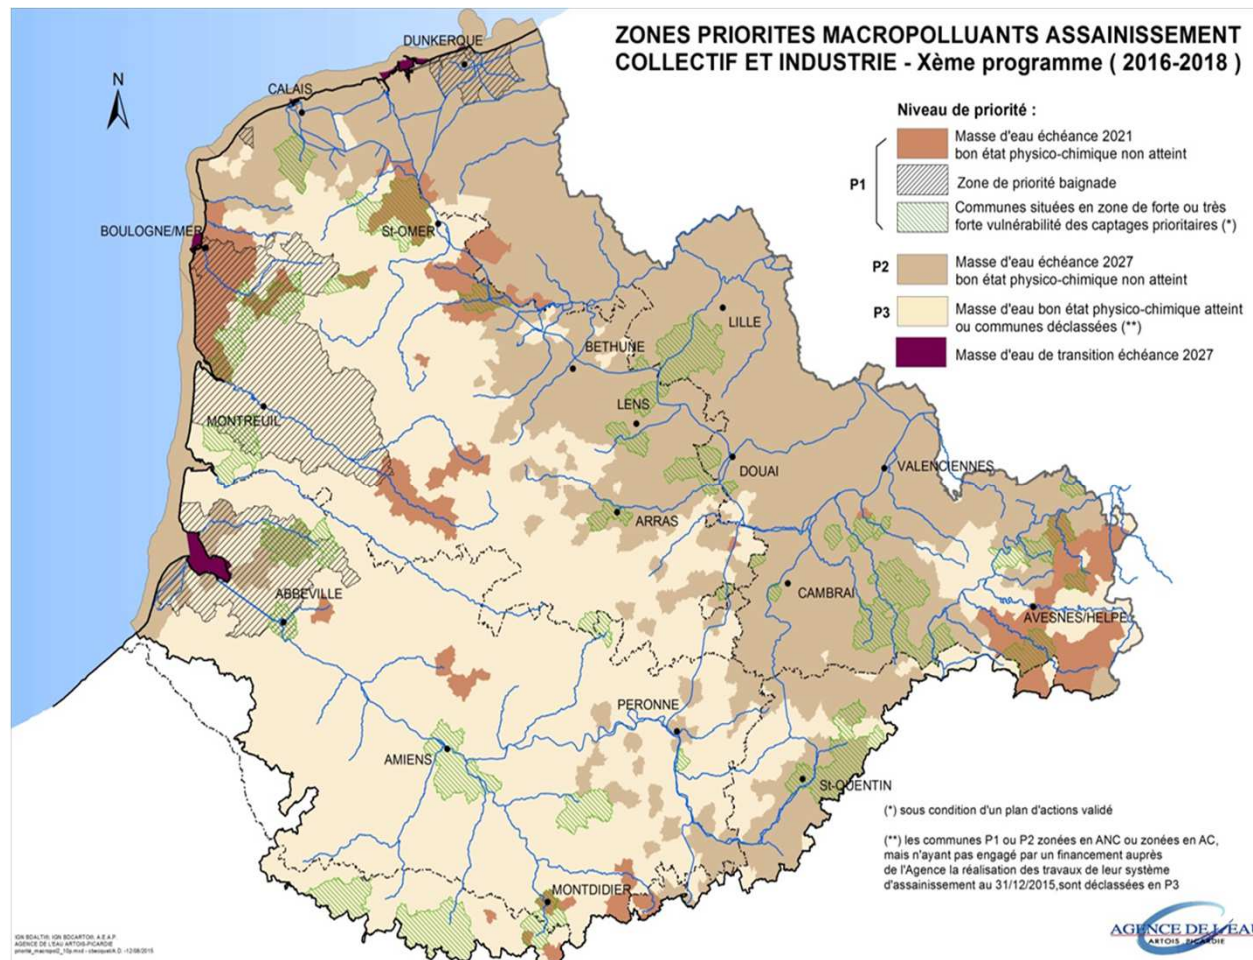 ZONES PRIORITES MACROPOLLUANTS ASSAINISSEMENT
COLLECTIF ET INDUSTRIE - Xème programme ( 2016-2018 )
N
Niveau de priorité :
P1
Masse d'eau échéance 2021
bon état physico-chimique non atteint
Zone de priorité baignade
Communes situées en zone de forte ou très
forte vulnérabilité des captages prioritaires (*)
P2
Masse d'eau échéance 2027
bon état physico-chimique non atteint
P3
Masse d'eau bon état physico-chimique atteint
ou communes déclassées (**)
Masse d'eau de transition échéance 2027
DUNKERQUE
CALAIS
BOULOGNE/MER
St-OMER
LILLE
BETHUNE
LENS
MONTREUIL
DOUAI
VALENCIENNES
ARRAS
CAMBRAI
ABBEVILLE
AVESNES/HELPE
PERONNE
AMIENS
St-QUENTIN
MONTDIDIER
(*) sous condition d'un plan d'actions validé
(**) les communes P1 ou P2 zonées en ANC ou zonées en AC,
mais n'ayant pas engagé par un financement auprès
de l'Agence la réalisation des travaux de leur système
d'assainissement au 31/12/2015,sont déclassées en P3
AGENCE DE L'EAU
ARTOIS-PICARDIE
AGENCE DE L'EAU ARTOIS-PICARDIE